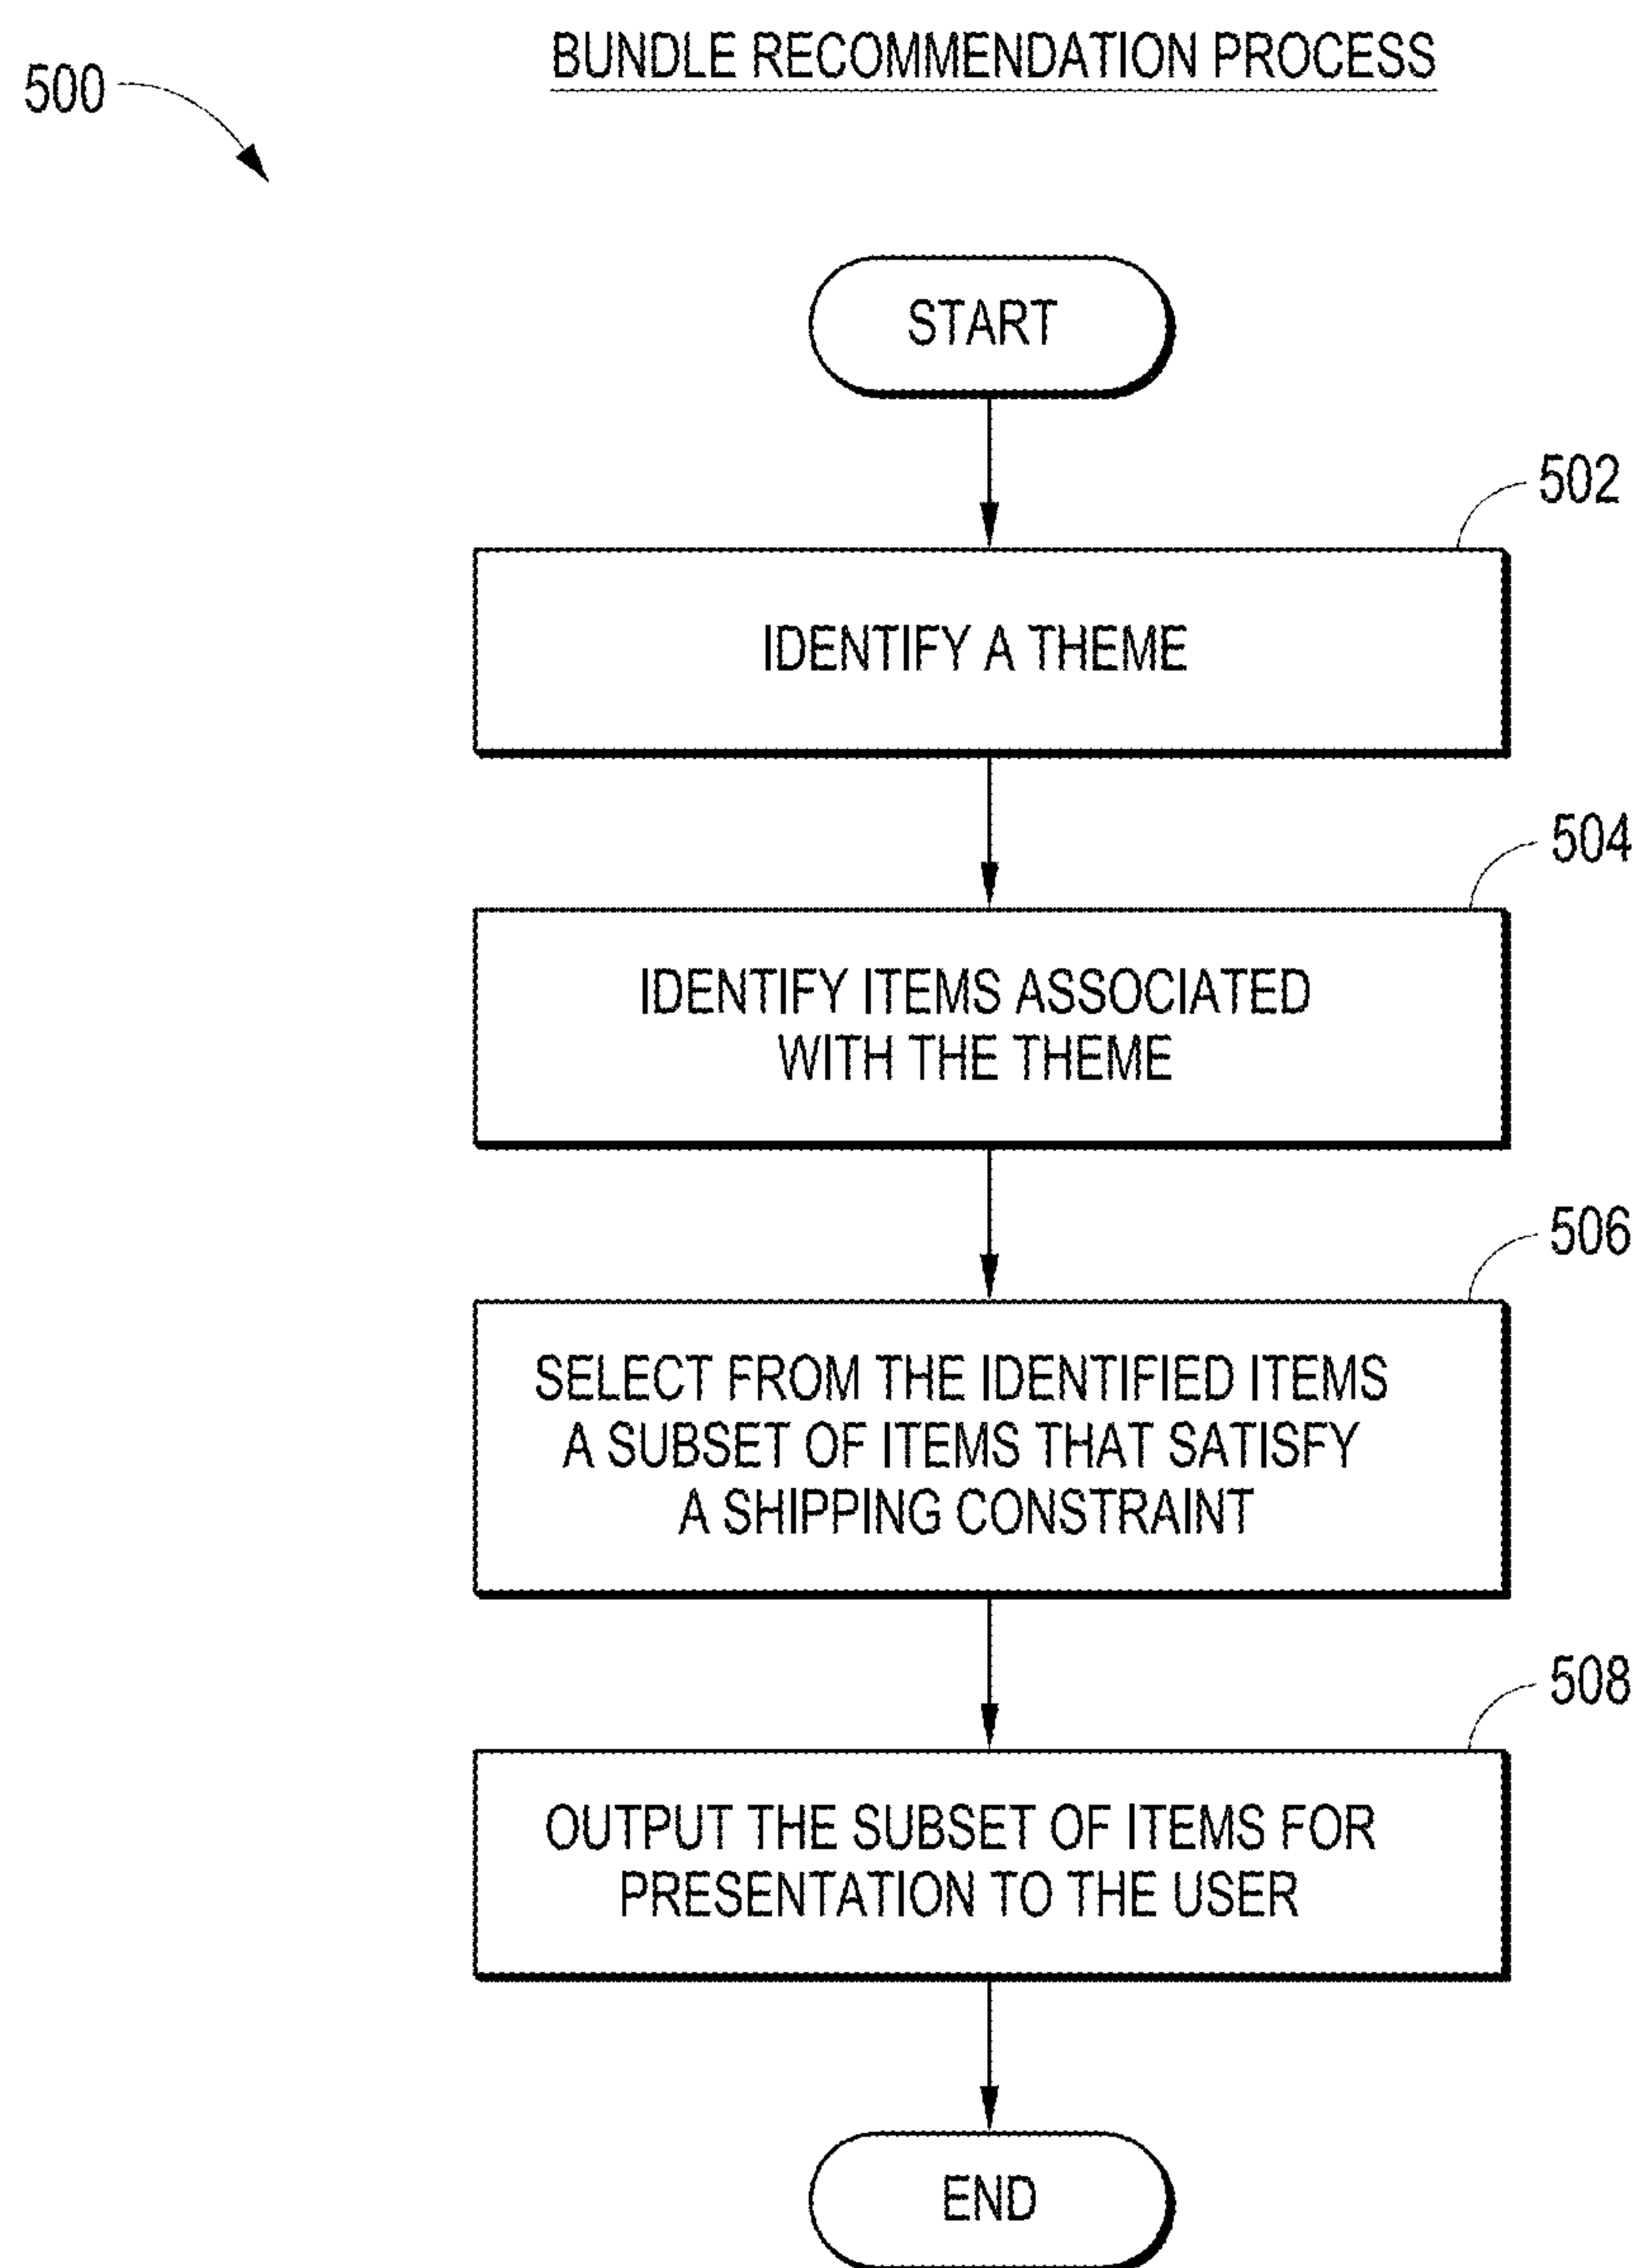 BUNDLE RECOMMENDATION PROCESS
500
START
502
IDENTIFY A THEME
504
IDENTIFY ITEMS ASSOCIATED
WITH THE THEME
506
SELECT FROM THE IDENTIFIED ITEMS
A SUBSET OF ITEMS THAT SATISFY
A SHIPPING CONSTRAINT
508
OUTPUT THE SUBSET OF ITEMS FOR
PRESENTATION TO THE USER
END